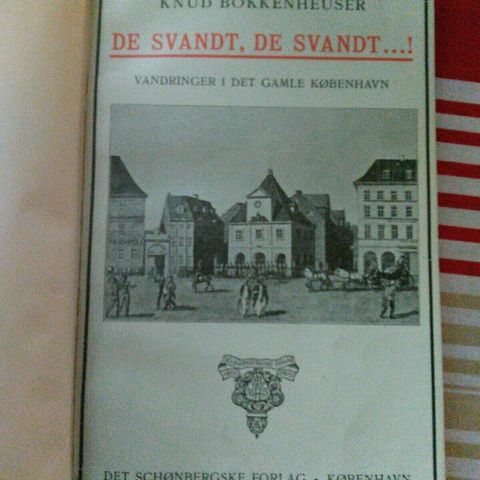 KNUD BOKKENHEUSER
DE SVANDT, DE SVANDT...!
VANDRINGER I DET GAMLE KØBENHAVN
DET SCHØNBERGSKE FORLAG · KØBENHAVN